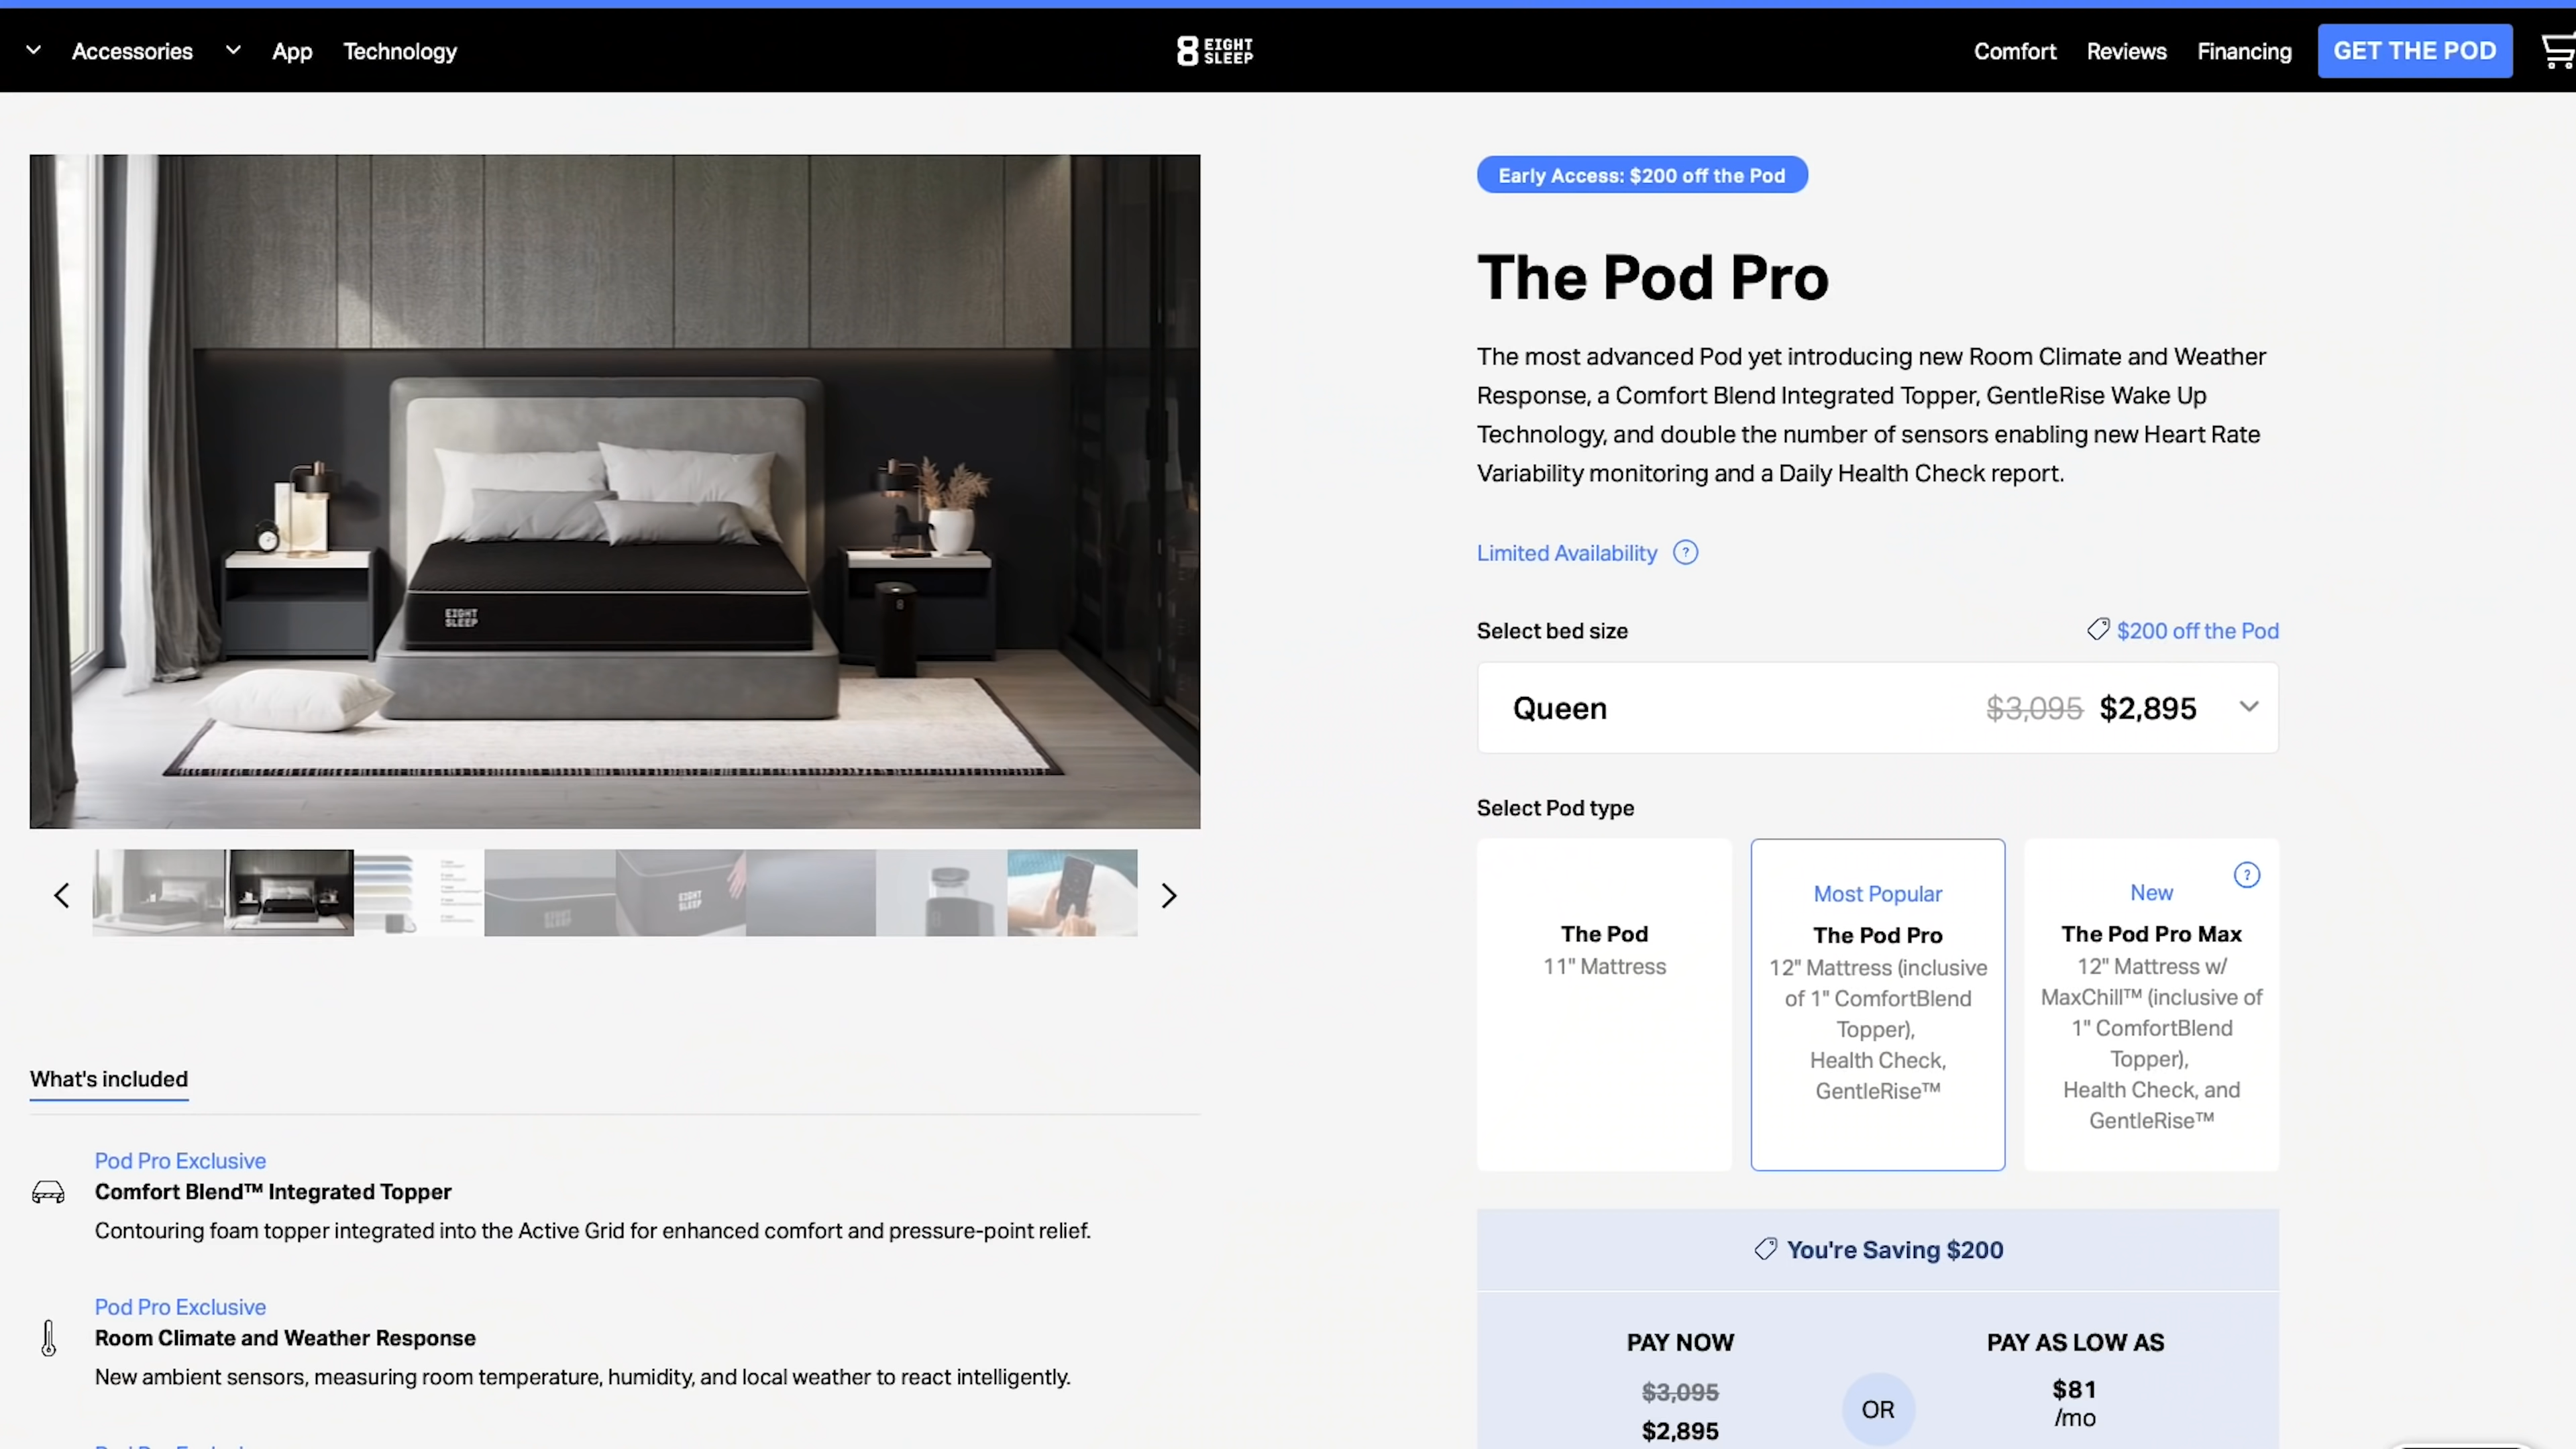 Accessories
App
Technology
8 EIGHT
SLEEP
Comfort
Reviews
Financing
GET THE POD
Early Access: $200 off the Pod
The Pod Pro
The most advanced Pod yet introducing new Room Climate and Weather
Response, a Comfort Blend Integrated Topper, GentleRise Wake Up
Technology, and double the number of sensors enabling new Heart Rate
Variability monitoring and a Daily Health Check report.
Limited Availability ?
Select bed size
$200 off the Pod
Queen
$3,095 $2,895
Select Pod type
The Pod
11" Mattress
Most Popular
The Pod Pro
12" Mattress (inclusive
of 1" ComfortBlend
Topper),
Health Check,
GentleRise™
?
New
The Pod Pro Max
12" Mattress w/
MaxChill™ (inclusive of
1" ComfortBlend
Topper),
Health Check, and
GentleRise™
You're Saving $200
PAY NOW
$3,095
$2,895
OR
PAY AS LOW AS
$81
/mo
EIGHT
SLEEP
EIGHT
SLEEP
What's included
Pod Pro Exclusive
Comfort Blend™ Integrated Topper
Contouring foam topper integrated into the Active Grid for enhanced comfort and pressure-point relief.
Pod Pro Exclusive
Room Climate and Weather Response
New ambient sensors, measuring room temperature, humidity, and local weather to react intelligently.